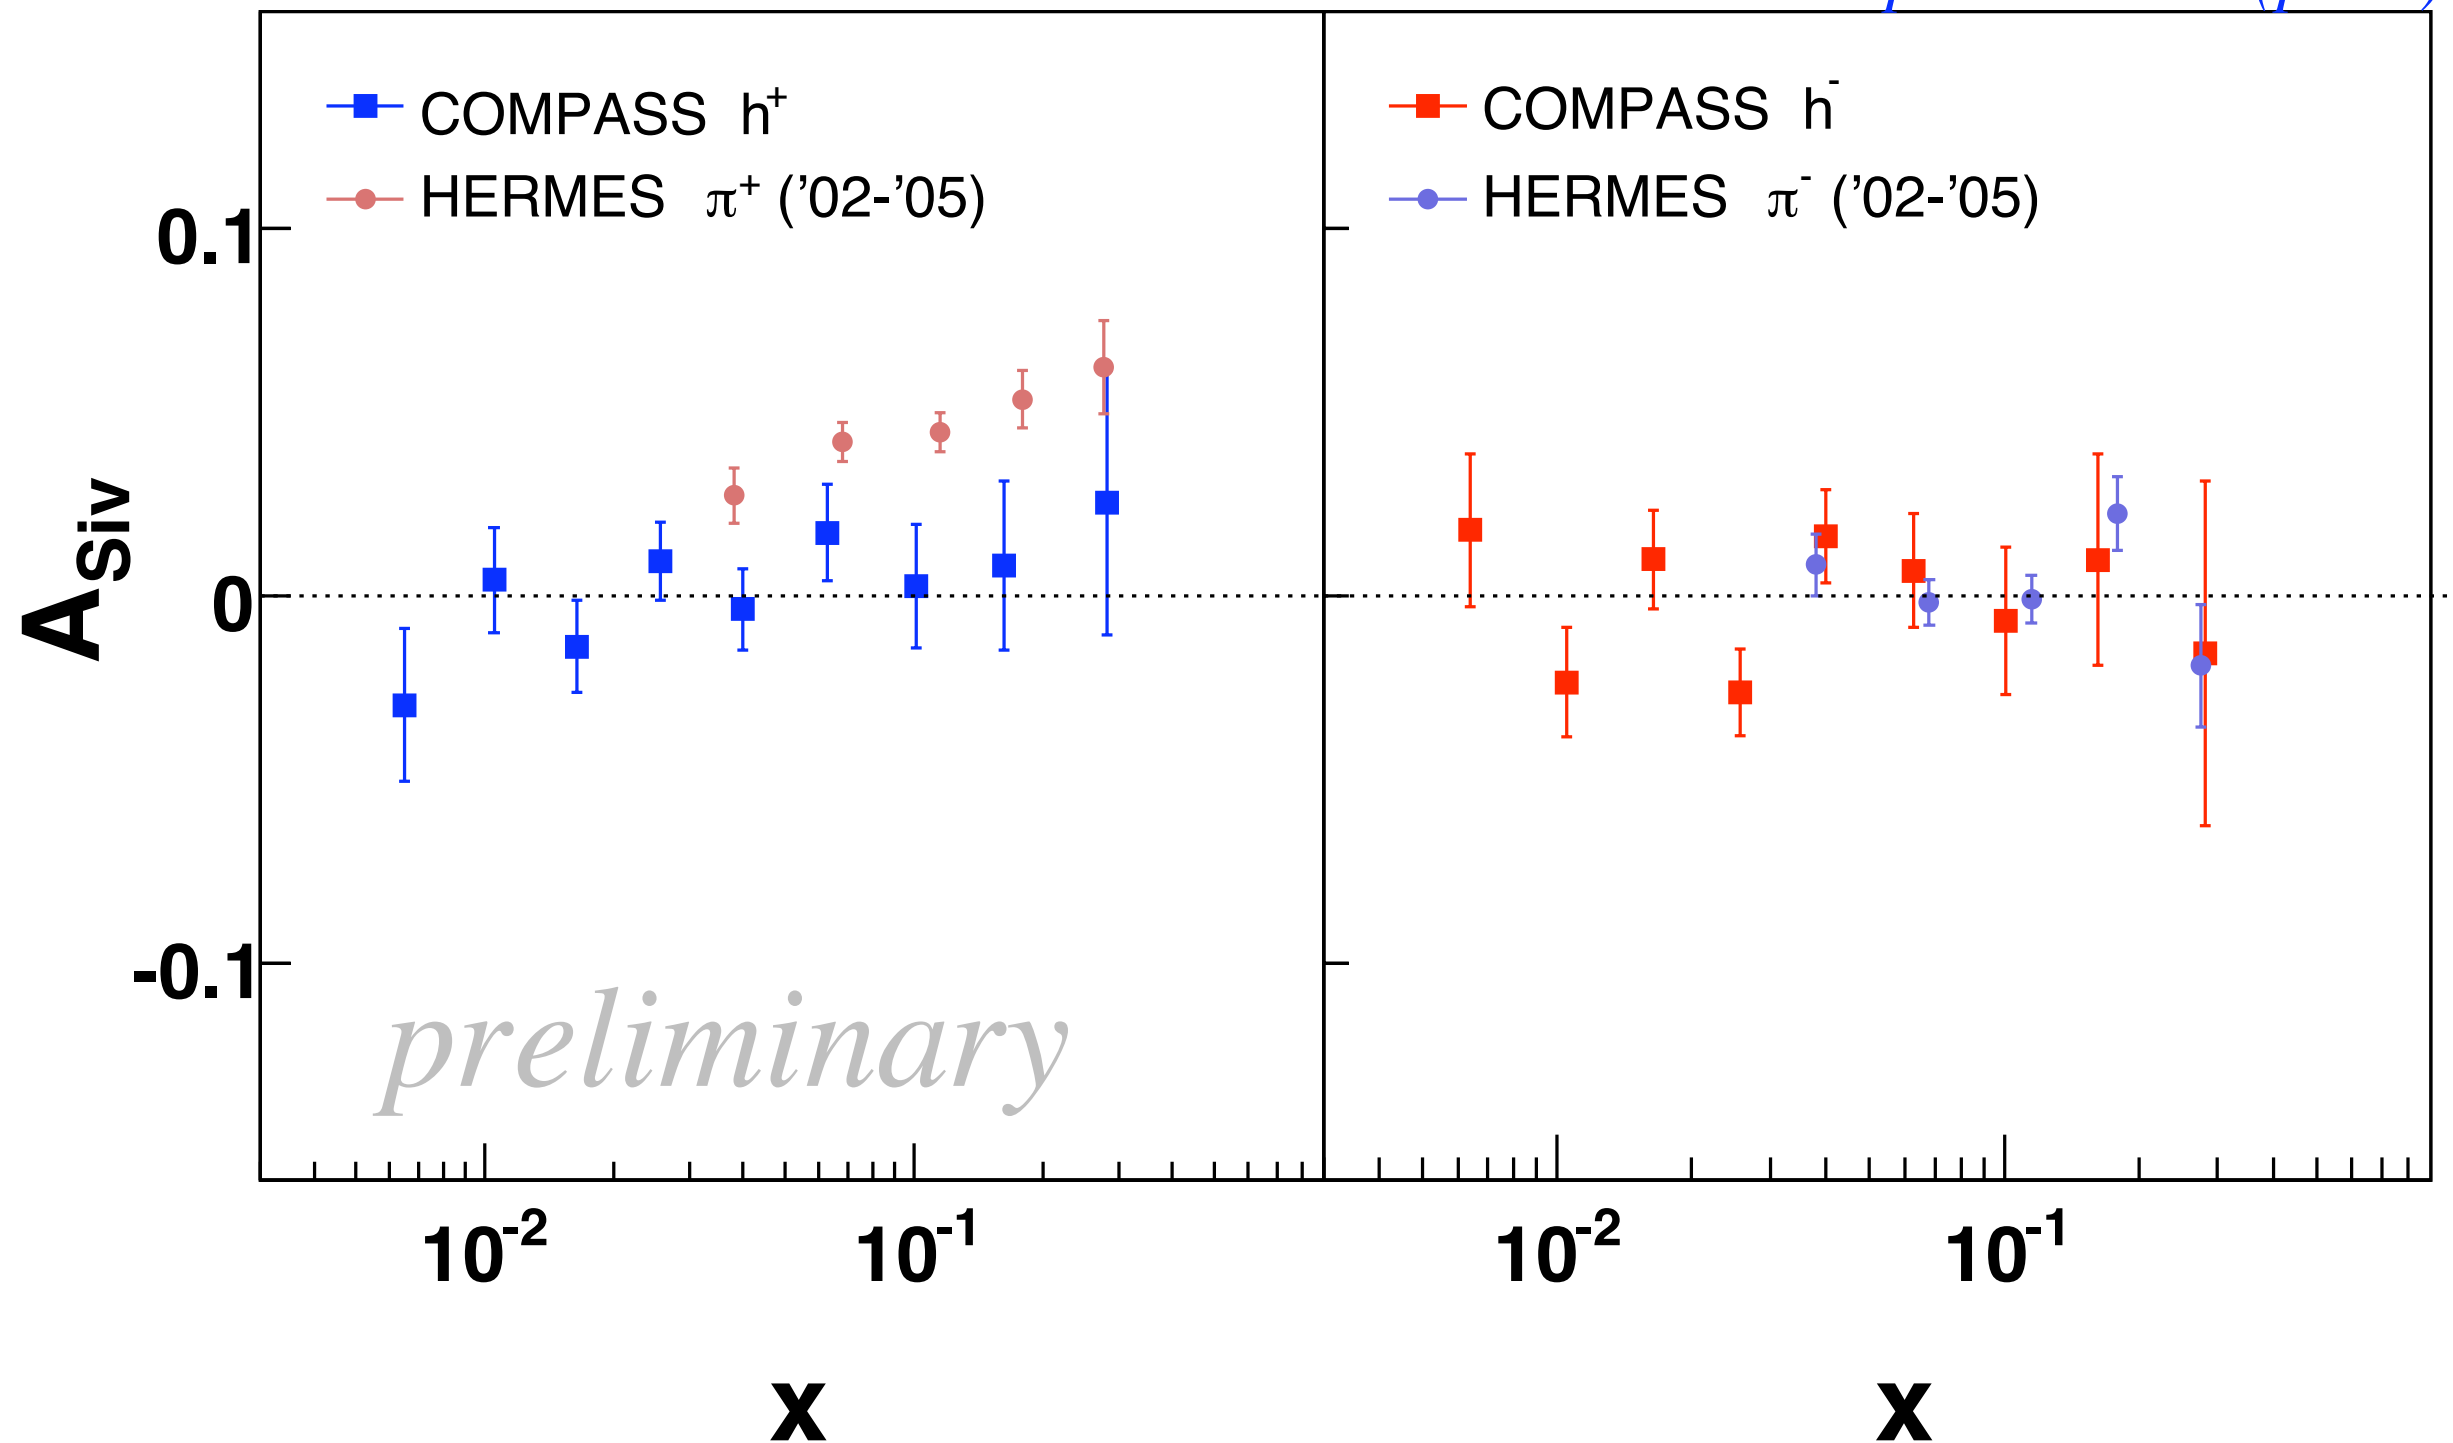 COMPASS h⁺
HERMES π⁺ ('02-'05)
COMPASS h⁻
HERMES π⁻ ('02-'05)
0.1
0
-0.1
A_Siv
preliminary
10⁻² 10⁻¹ 10⁻² 10⁻¹
x x